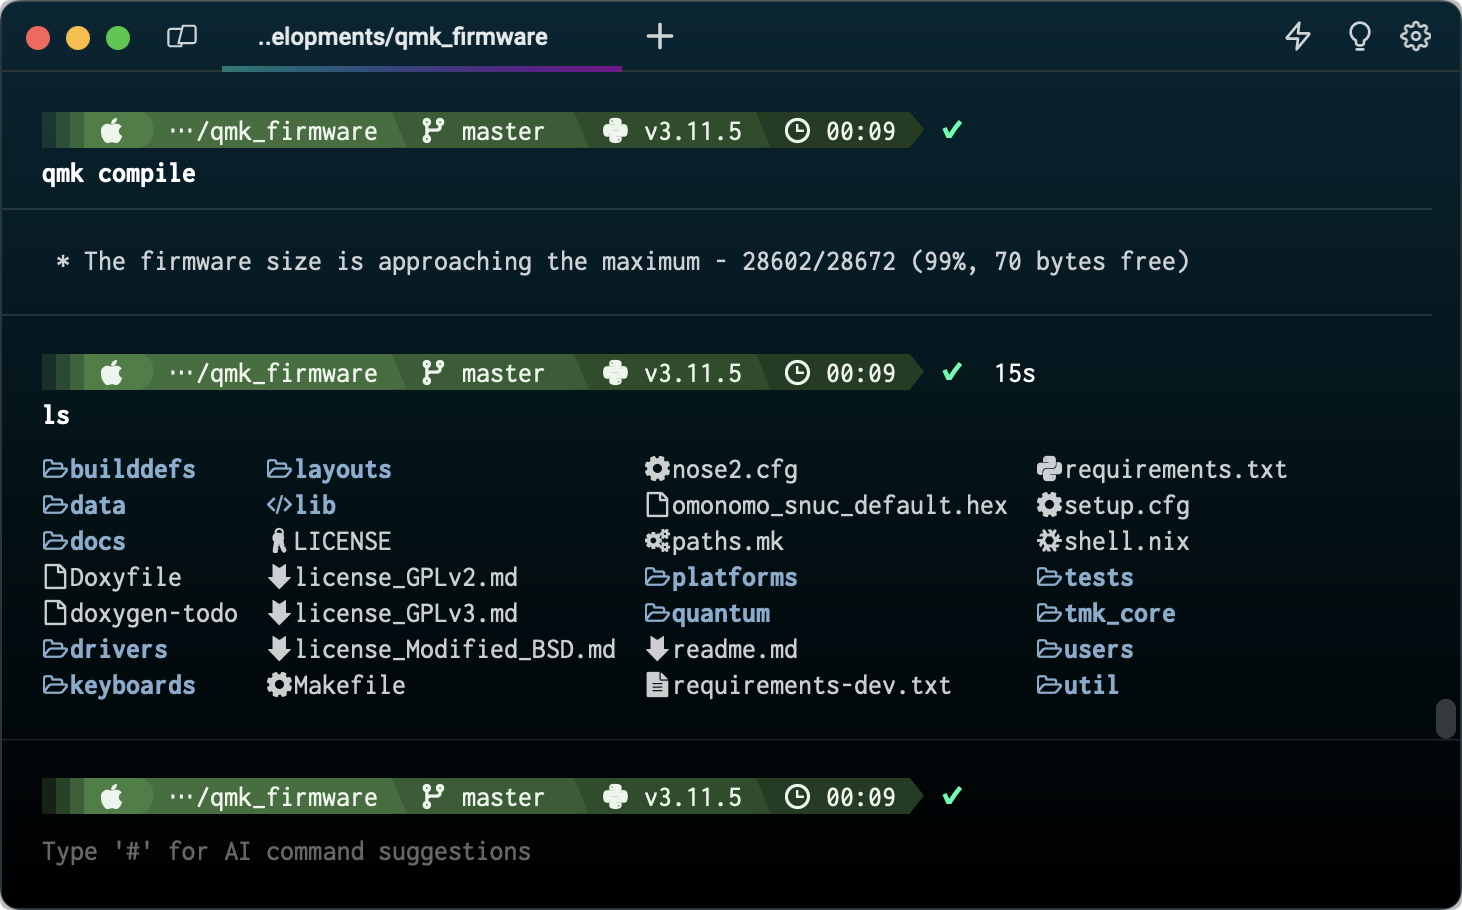 ..elopments/qmk_firmware
…/qmk_firmware master v3.11.5 00:09
qmk compile
* The firmware size is approaching the maximum - 28602/28672 (99%, 70 bytes free)
…/qmk_firmware master v3.11.5 00:09 15s
ls
builddefs layouts nose2.cfg requirements.txt
data lib omonomo_snuc_default.hex setup.cfg
docs LICENSE paths.mk shell.nix
Doxyfile license_GPLv2.md platforms tests
doxygen-todo license_GPLv3.md quantum tmk_core
drivers license_Modified_BSD.md readme.md users
keyboards Makefile requirements-dev.txt util
…/qmk_firmware master v3.11.5 00:09
Type '#' for AI command suggestions